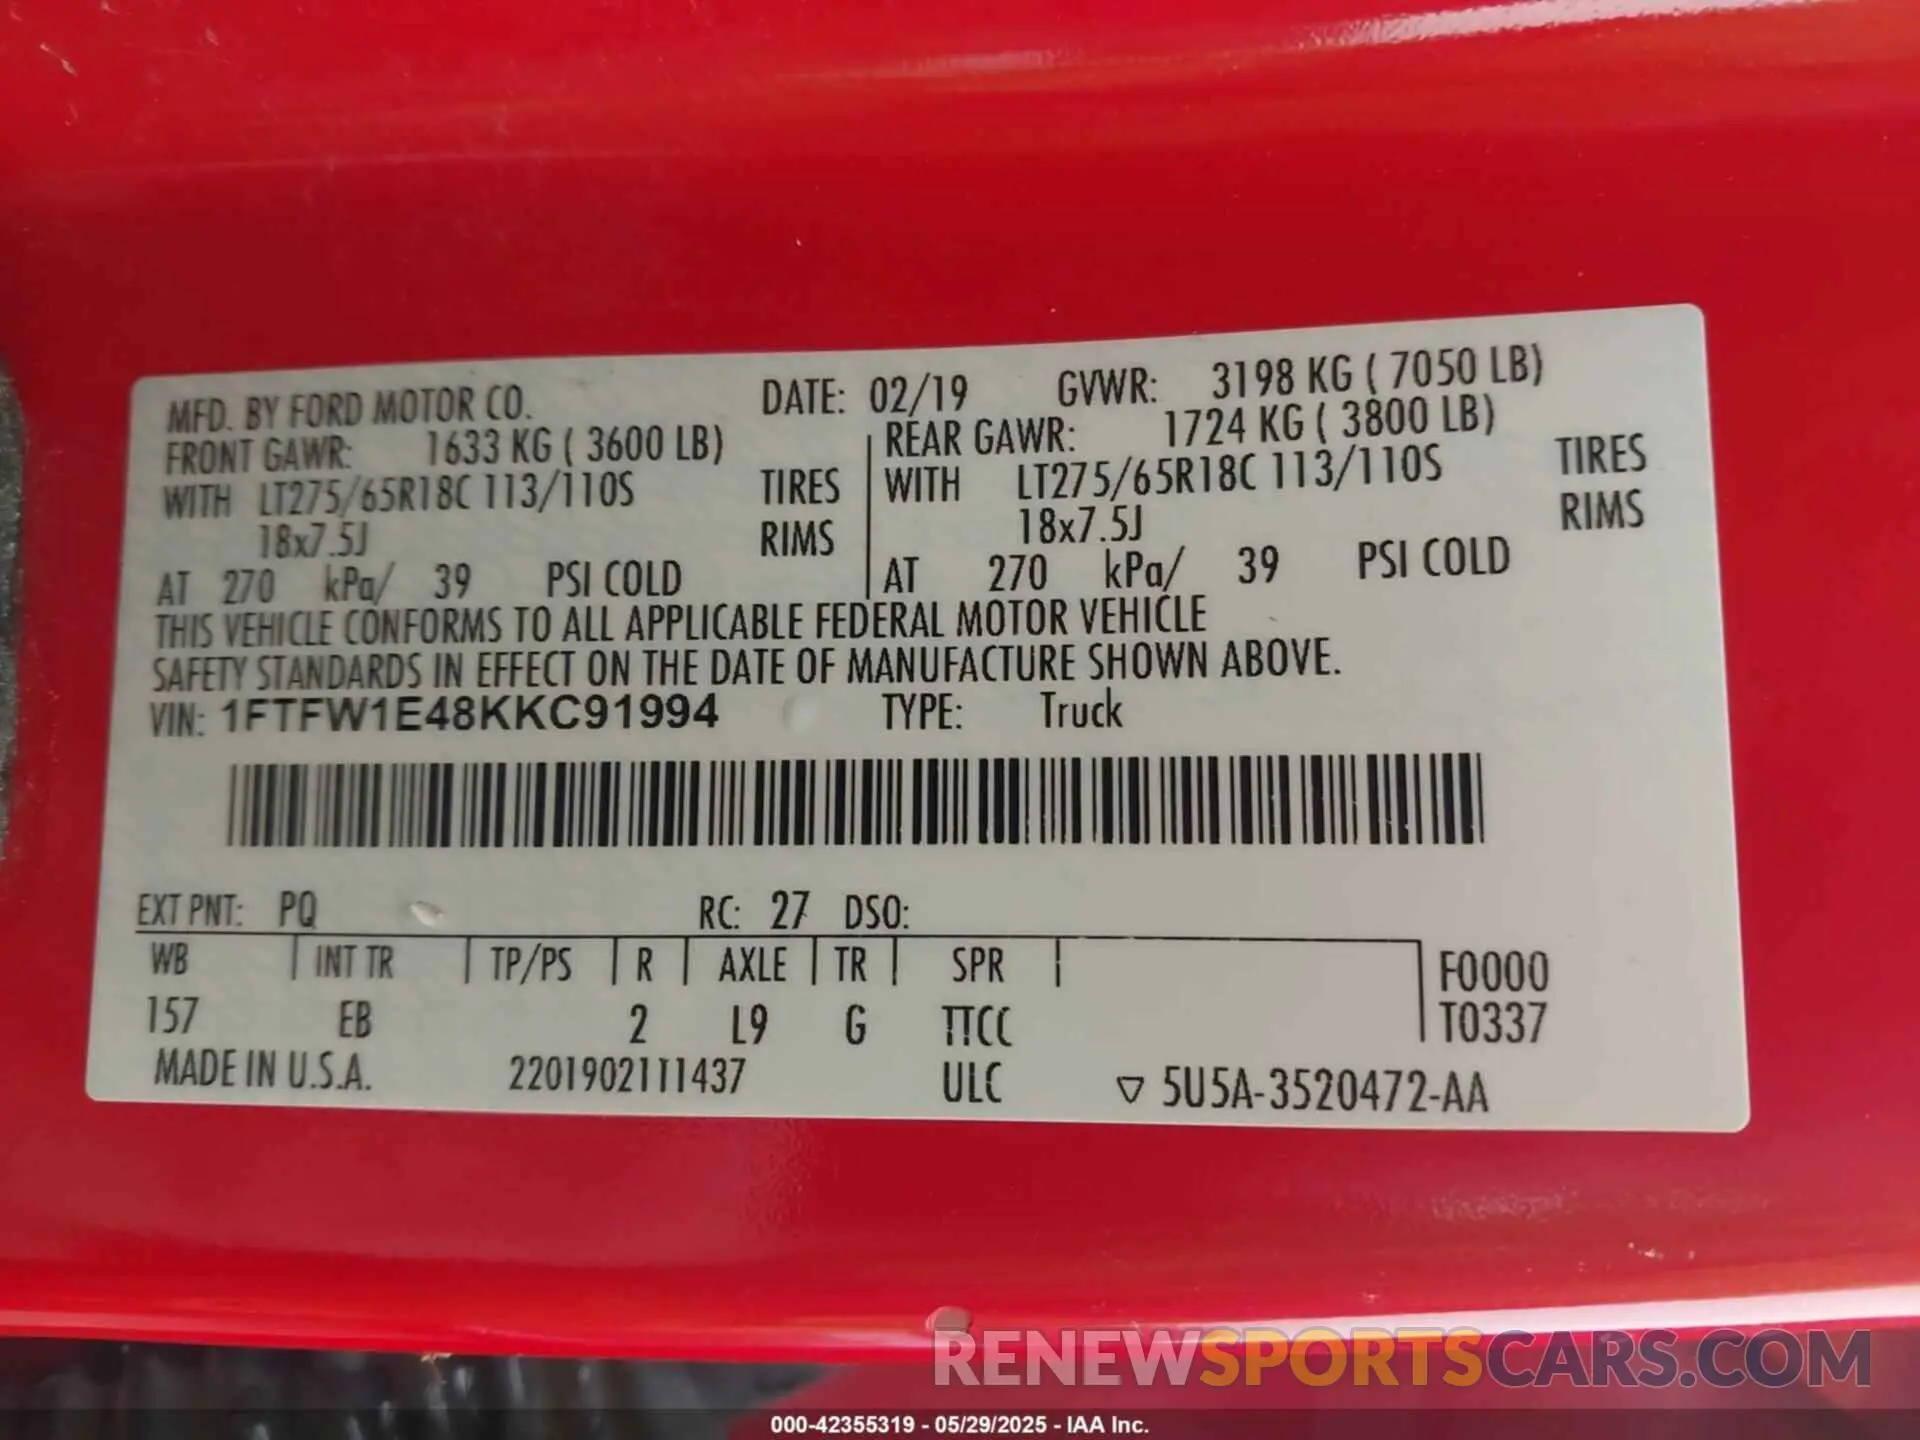 MFD. BY FORD MOTOR CO. DATE: 02/19 GVWR: 3198 KG ( 7050 LB)
FRONT GAWR: 1633 KG ( 3600 LB) REAR GAWR: 1724 KG ( 3800 LB)
WITH LT275/65R18C 113/110S TIRES WITH LT275/65R18C 113/110S TIRES
18x7.5J RIMS 18x7.5J RIMS
AT 270 kPa/ 39 PSI COLD AT 270 kPa/ 39 PSI COLD
THIS VEHICLE CONFORMS TO ALL APPLICABLE FEDERAL MOTOR VEHICLE
SAFETY STANDARDS IN EFFECT ON THE DATE OF MANUFACTURE SHOWN ABOVE.
VIN: 1FTFW1E48KKC91994 TYPE: Truck
EXT PNT: PQ RC: 27 DSO:
WB INT TR TP/PS R AXLE TR SPR F0000
157 EB 2 L9 G TTCC T0337
MADE IN U.S.A. 2201902111437 ULC ▽ 5U5A-3520472-AA
RENEWSPORTSCARS.COM
000-42355319 - 05/29/2025 - IAA Inc.